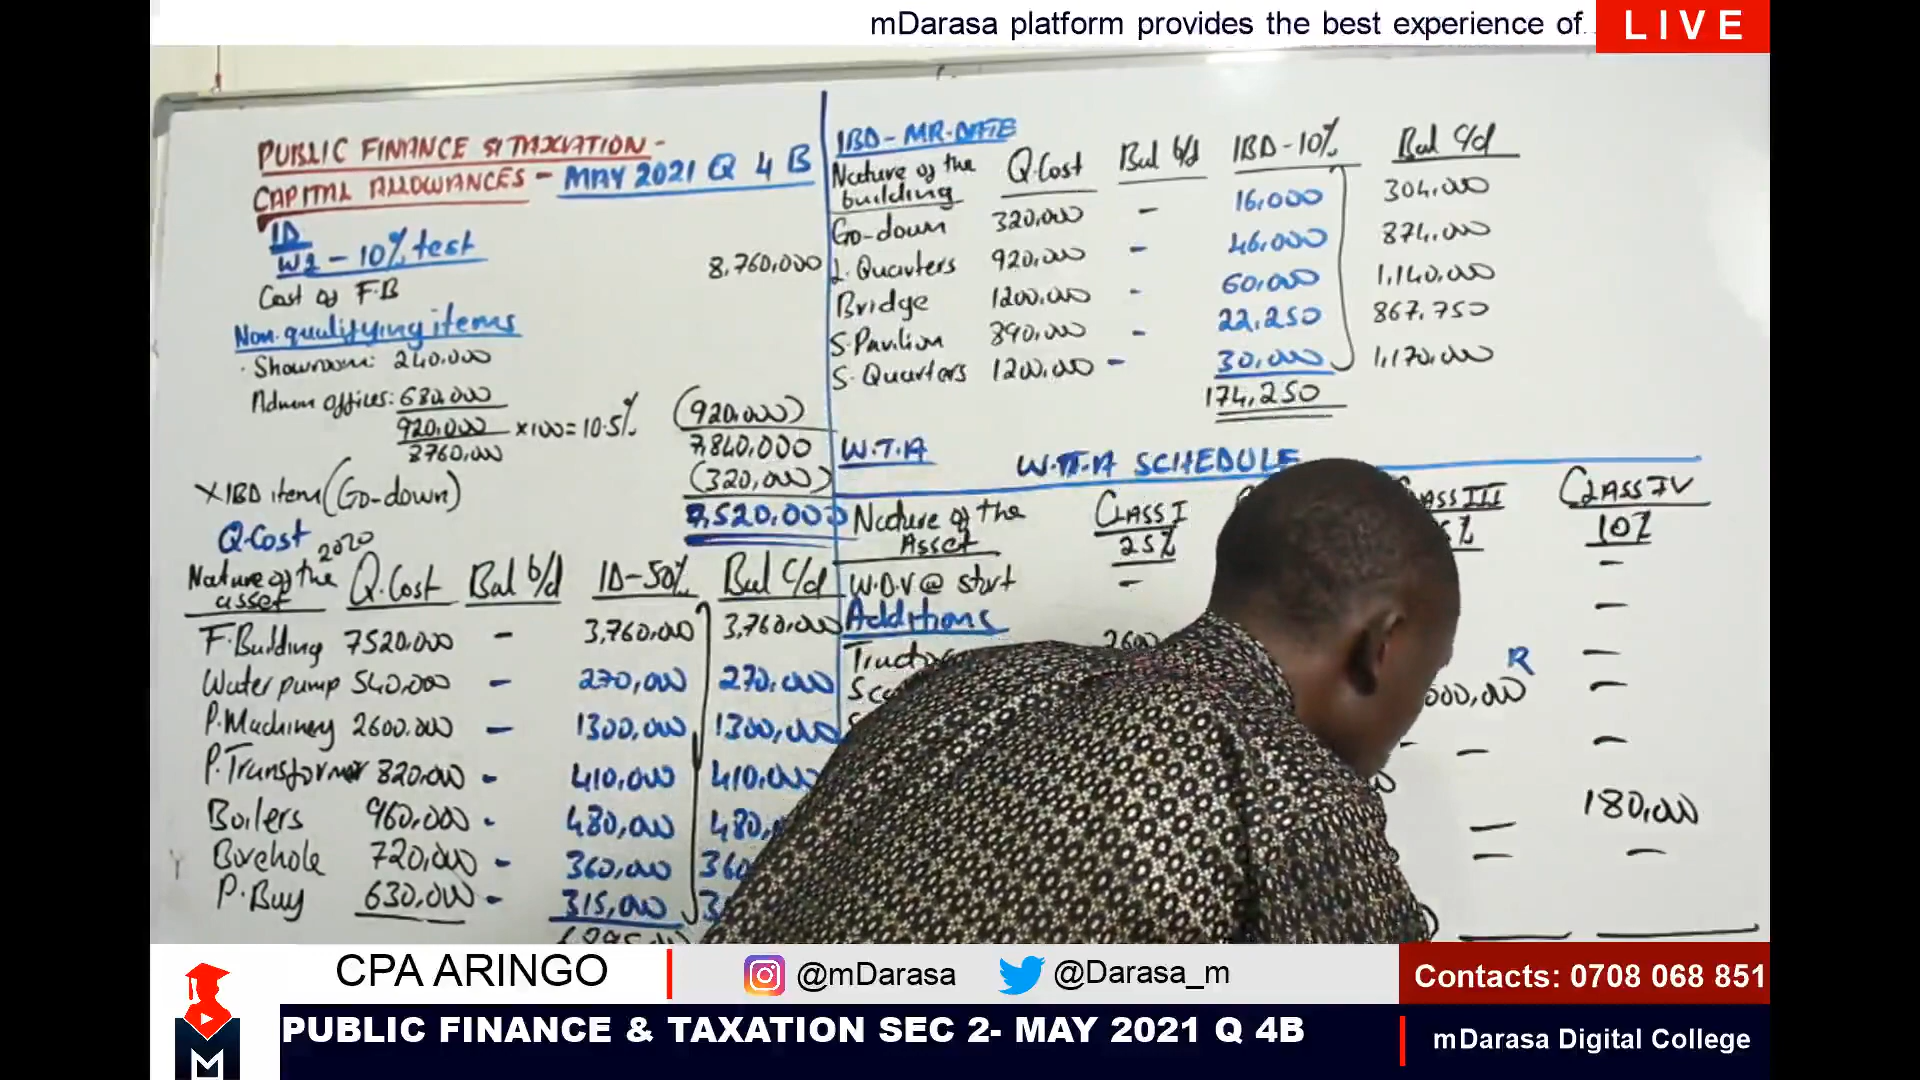 mDarasa platform provides the best experience of
LIVE
PUBLIC FINANCE & TAXATION -
CAPITAL ALLOWANCES - MAY 2021 Q 4 B
ID
8,760,000
10% test
Cost of F.B
Non-qualifying items
Showroom: 240.000
Admin offices: 680.000 (920,000)
920,000 ×100 = 10.5% 7,840,000
8760,000
× IBD item (Go-down) (320,000)
Q.Cost 7,520,000
2020
Nature of the asset Q.Cost Bal b/d ID-50% Bal C/d
F.Building 7520,000 - 3,760,000 3,760,000
Water pump 540,000 - 270,000 270,000
P.Machinery 2600.000 - 1300,000 1300,000
P.Transformer 820,000 - 410,000 410,000
Boilers 960,000 - 480,000 480,
Borehole 720,000 - 360,000 360
P.Buy 630,000 - 315,000 3
IBD - MR. DATE
Nature of the building Q.Cost Bal b/d IBD-10% Bal C/d
Go-down 320,000 - 16,000 304,000
L.Quarters 920,000 - 46,000 874,000
Bridge 1200,000 - 60,000 1,140,000
S.Pavilion 890,000 - 22,250 867.750
S.Quarters 1200,000 - 30,000 1,170,000
174,250
W.T.A W.T.A SCHEDULE
Nature of the Asset CLASS I 25% CLASS IV 10%
ASS III
W.D.V @ start - -
Additions -
-
R
000,000 -
- -
- 180,000
- -
CPA ARINGO
@mDarasa
@Darasa_m
Contacts: 0708 068 851
M
PUBLIC FINANCE & TAXATION SEC 2- MAY 2021 Q 4B
mDarasa Digital College